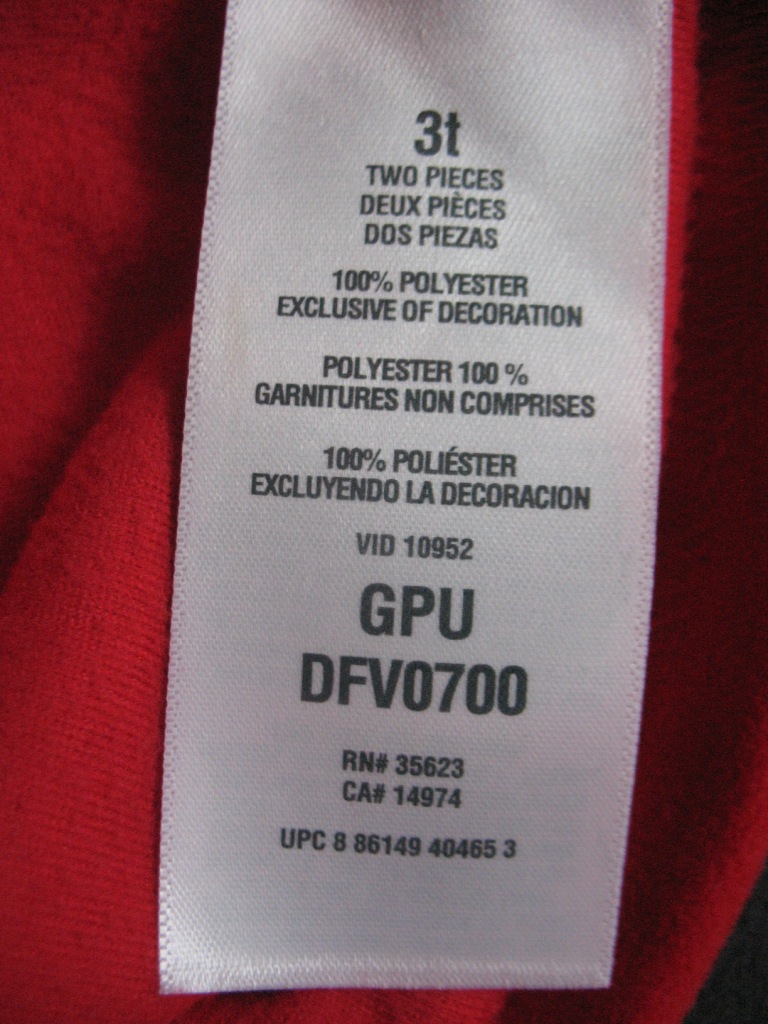 3t
TWO PIECES
DEUX PIÈCES
DOS PIEZAS
100% POLYESTER
EXCLUSIVE OF DECORATION
POLYESTER 100 %
GARNITURES NON COMPRISES
100% POLIÉSTER
EXCLUYENDO LA DECORACION
VID 10952
GPU
DFV0700
RN# 35623
CA# 14974
UPC 8 86149 40465 3